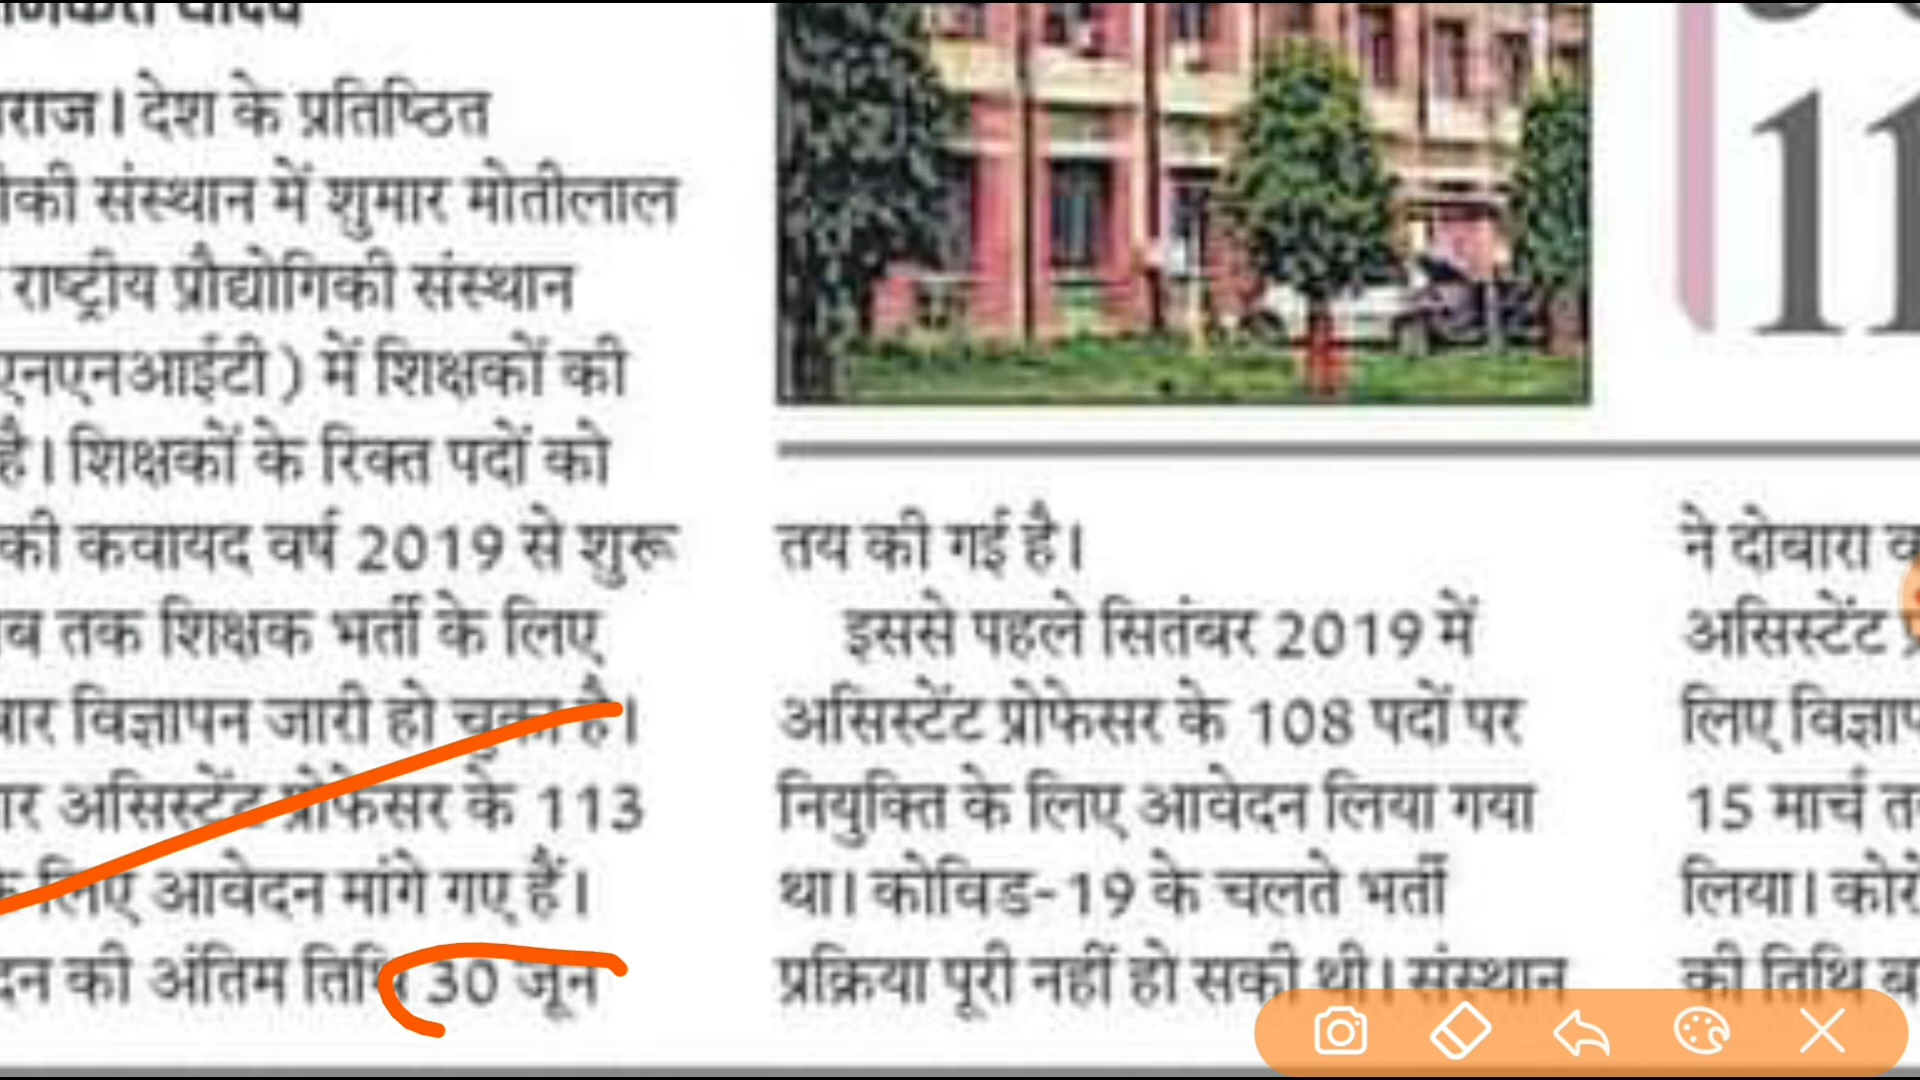 देश के प्रतिष्ठित
संस्थान में शुमार मोतीलाल
राष्ट्रीय प्रौद्योगिकी संस्थान
एनएनआईटी ) में शिक्षकों की
है। शिक्षकों के रिक्त पदों को
की कवायद वर्ष 2019 से शुरू
तक शिक्षक भर्ती के लिए
विज्ञापन जारी हो चुका है।
असिस्टेंट प्रोफेसर के 113
लिए आवेदन मांगे गए हैं।
की अंतिम तिथि 30 जून
तय की गई है।
इससे पहले सितंबर 2019 में
असिस्टेंट प्रोफेसर के 108 पदों पर
नियुक्ति के लिए आवेदन लिया गया
था। कोविड-19 के चलते भर्ती
प्रक्रिया पूरी नहीं हो सकी थी। संस्थान
11
ने दोबारा
असिस्टेंट
लिए
15 मार्च
लिया।
की तिथि